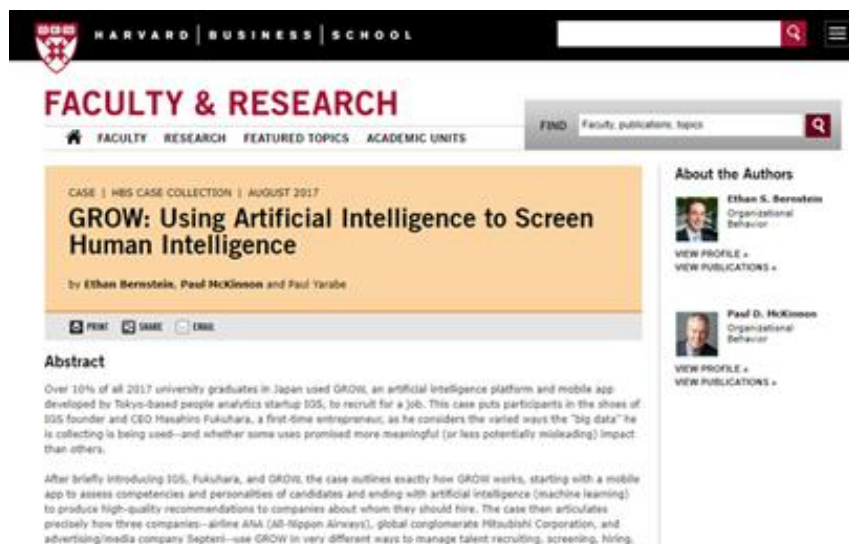 HARVARD | BUSINESS | SCHOOL
FACULTY & RESEARCH
FACULTY RESEARCH FEATURED TOPICS ACADEMIC UNITS
FIND Faculty, publications, topics
CASE | HBS CASE COLLECTION | AUGUST 2017
GROW: Using Artificial Intelligence to Screen
Human Intelligence
by Ethan Bernstein, Paul McKinnon and Paul Yarabe
PRINT SHARE EMAIL
Abstract
Over 10% of all 2017 university graduates in Japan used GROW, an artificial intelligence platform and mobile app
developed by Tokyo-based people analytics startup IGS, to recruit for a job. This case puts participants in the shoes of
IGS founder and CEO Masahiro Fukuhara, a first-time entrepreneur, as he considers the varied ways the "big data" he
is collecting is being used--and whether some uses promised more meaningful (or less potentially misleading) impact
than others.
After briefly introducing IGS, Fukuhara, and GROW, the case outlines exactly how GROW works, starting with a mobile
app to assess competencies and personalities of candidates and ending with artificial intelligence (machine learning)
to produce high-quality recommendations to companies about whom they should hire. The case then articulates
precisely how three companies--airline ANA (All-Nippon Airways), global conglomerate Mitsubishi Corporation, and
advertising/media company Septeni--use GROW in very different ways to manage talent recruiting, screening, hiring,
About the Authors
Ethan S. Bernstein
Organizational
Behavior
VIEW PROFILE »
VIEW PUBLICATIONS »
Paul D. McKinnon
Organizational
Behavior
VIEW PROFILE »
VIEW PUBLICATIONS »